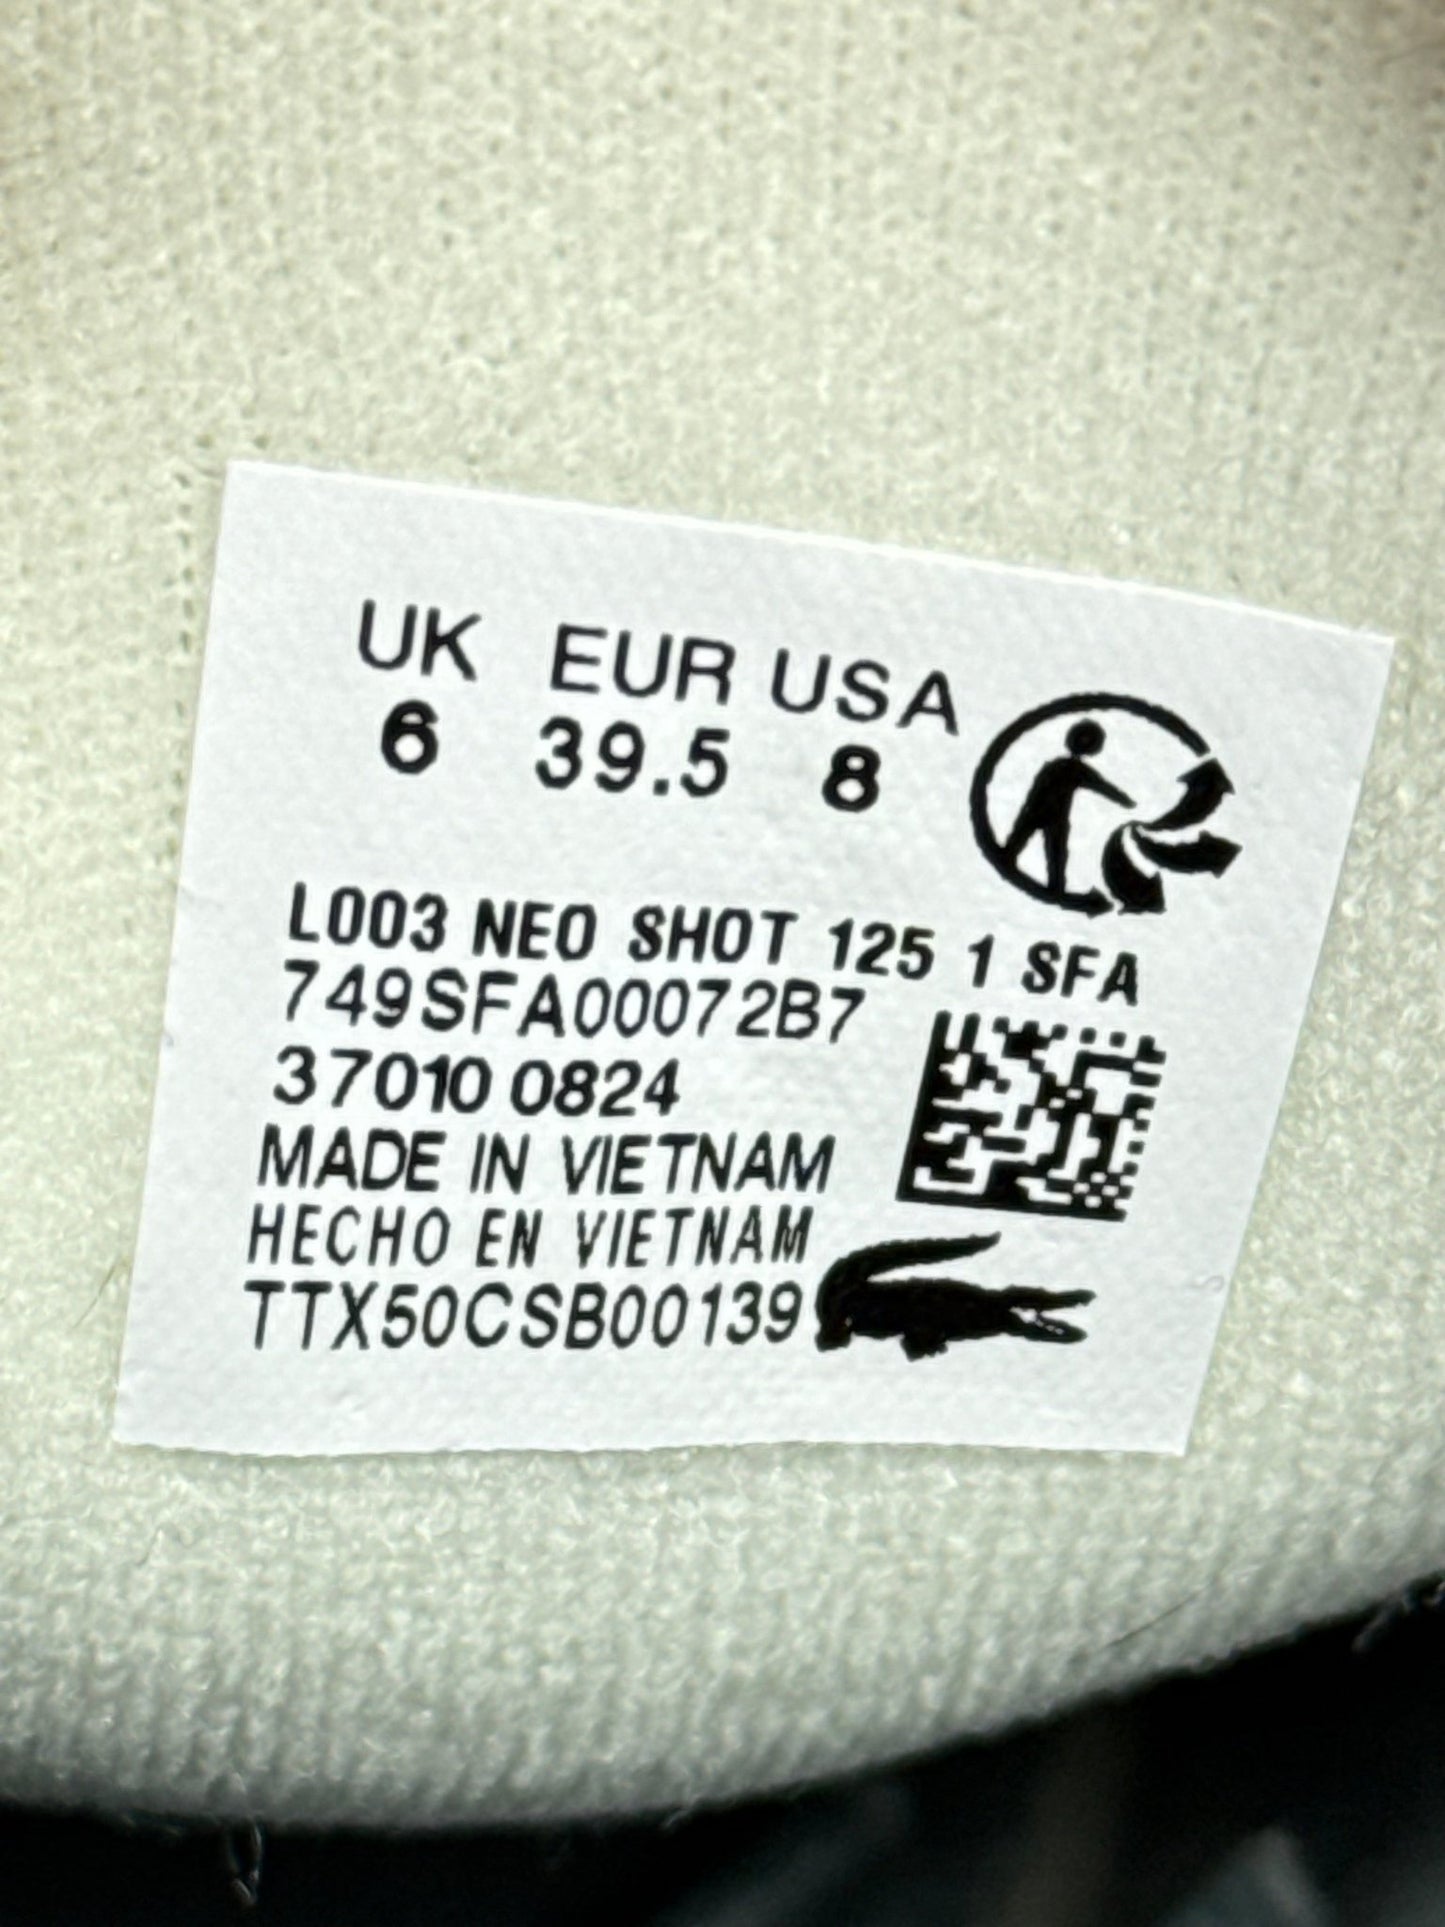 UK EUR USA
6 39.5 8
L003 NEO SHOT 125 1 SFA
749SFA00072B7
37010 0824
MADE IN VIETNAM
HECHO EN VIETNAM
TTX50CSB00139